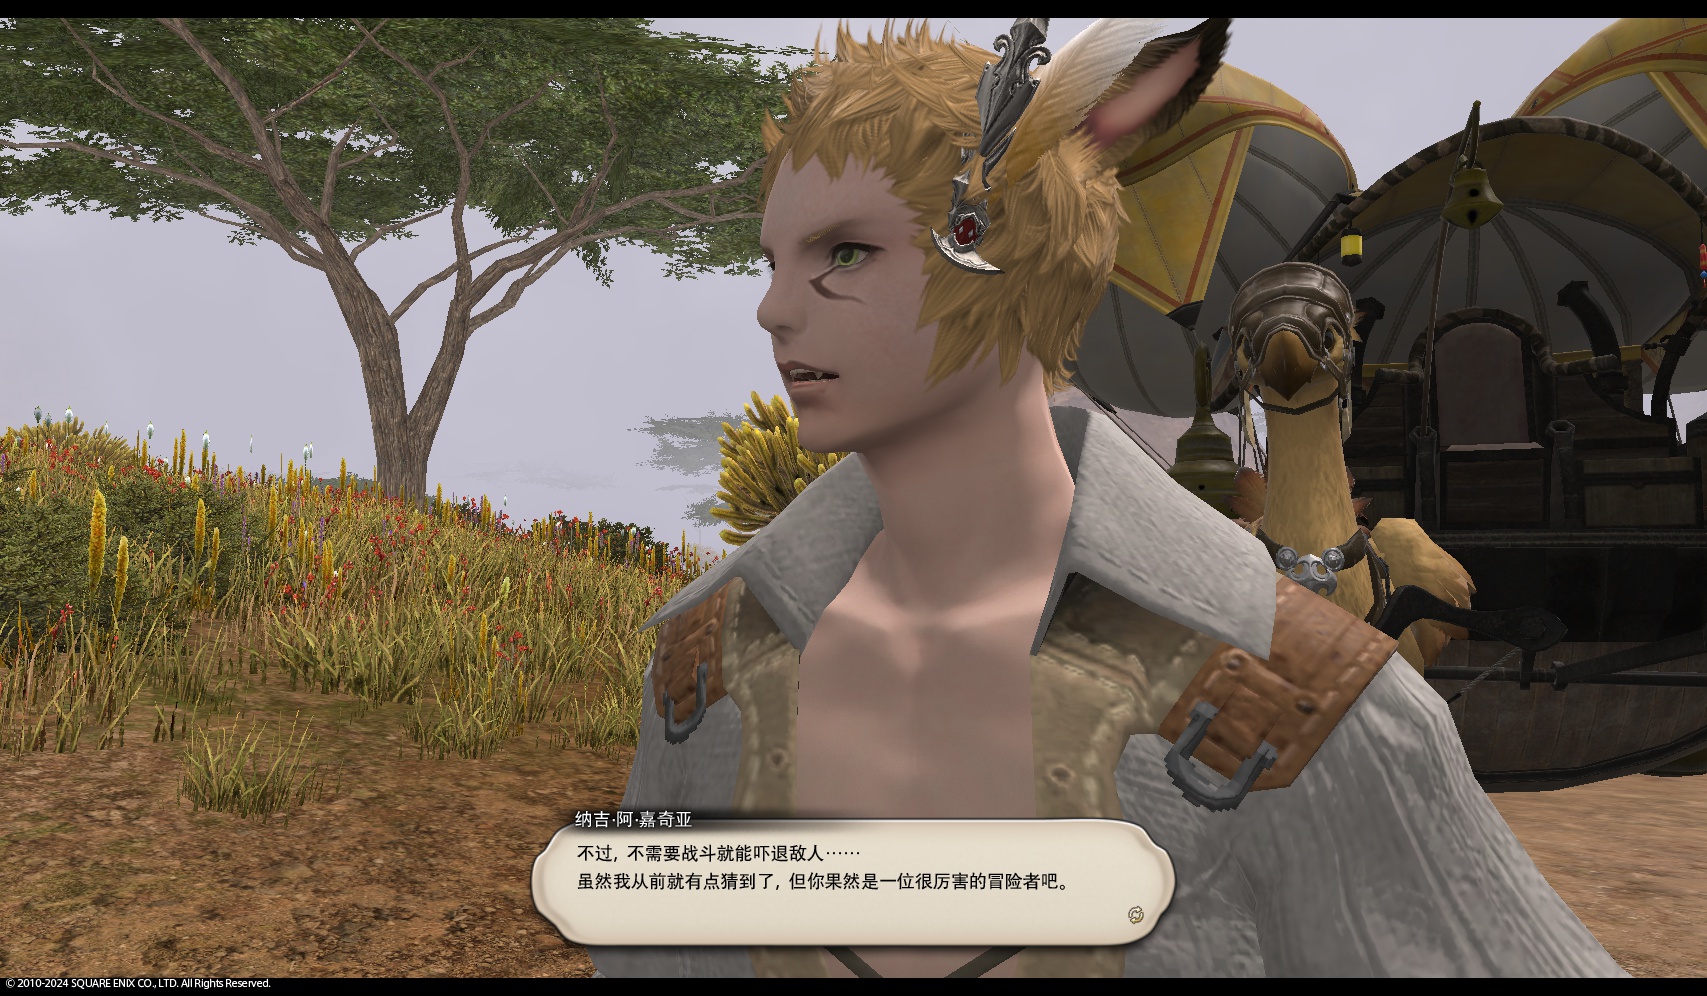 纳吉·阿·嘉奇亚
不过，不需要战斗就能吓退敌人……
虽然我从前就有点猜到了，但你果然是一位很厉害的冒险者吧。
© 2010-2024 SQUARE ENIX CO., LTD. All Rights Reserved.